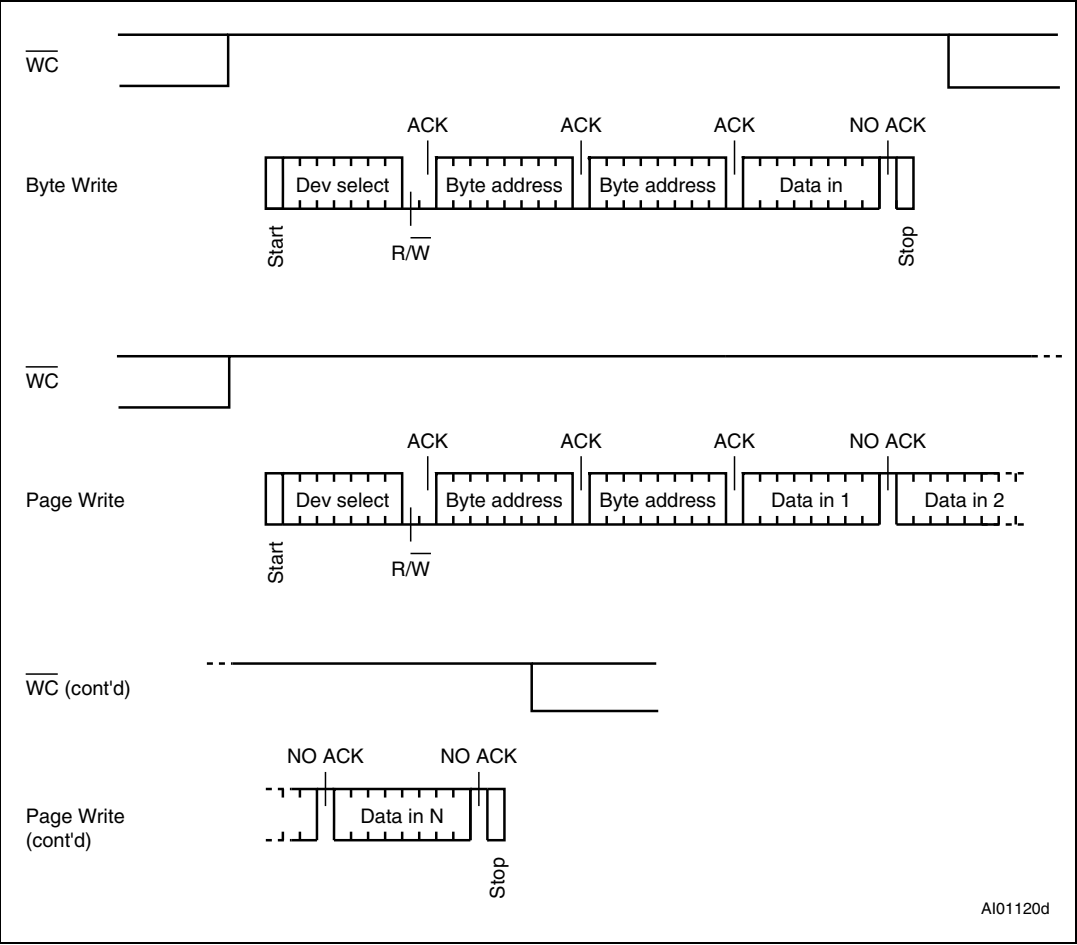 WC
ACK ACK ACK NO ACK
Byte Write Dev select Byte address Byte address Data in
R/W
Start Stop
WC
ACK ACK ACK NO ACK
Page Write Dev select Byte address Byte address Data in 1 Data in 2
R/W
Start
WC (cont'd)
NO ACK NO ACK
Page Write
(cont'd)
Data in N
Stop
AI01120d